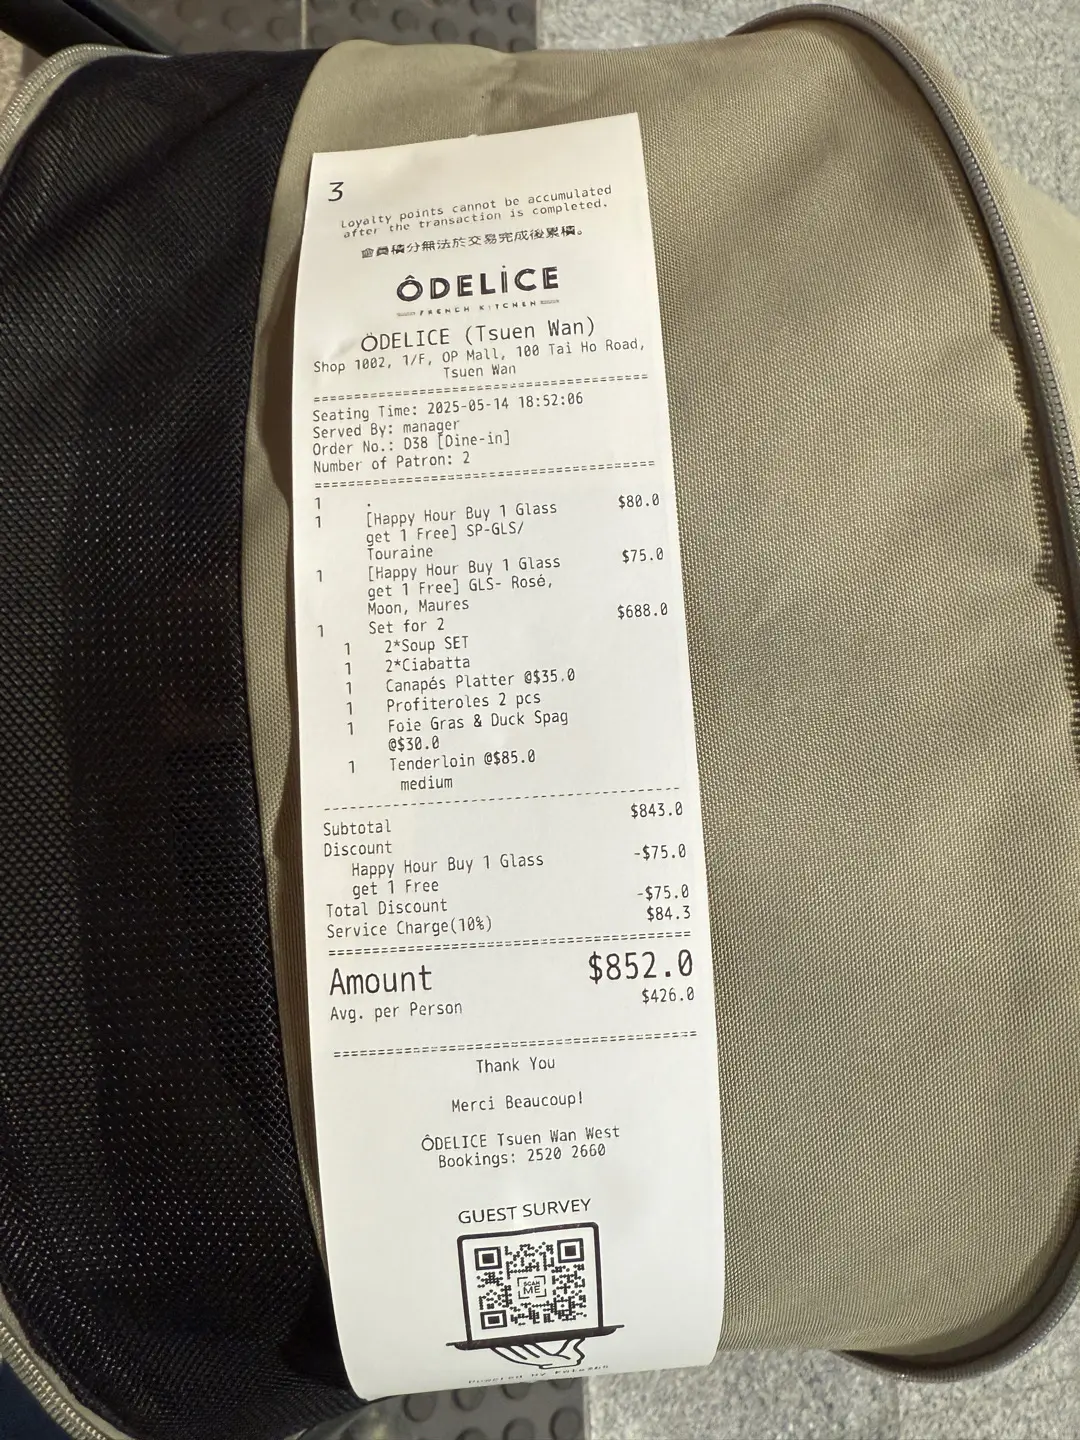 3
Loyalty points cannot be accumulated
after the transaction is completed.
會員積分無法於交易完成後累積。
ÔDELICE
FRENCH KITCHEN
ÔDELICE (Tsuen Wan)
Shop 1002, 1/F, OP Mall, 100 Tai Ho Road,
Tsuen Wan
Seating Time: 2025-05-14 18:52:06
Served By: manager
Order No.: D38 [Dine-in]
Number of Patron: 2
1 .
1 [Happy Hour Buy 1 Glass $80.0
get 1 Free] SP-GLS/
Touraine
1 [Happy Hour Buy 1 Glass $75.0
get 1 Free] GLS- Rosé,
Moon, Maures
1 Set for 2 $688.0
1 2*Soup SET
1 2*Ciabatta
1 Canapés Platter @$35.0
1 Profiteroles 2 pcs
1 Foie Gras & Duck Spag
@$30.0
1 Tenderloin @$85.0
medium
Subtotal $843.0
Discount
Happy Hour Buy 1 Glass -$75.0
get 1 Free
Total Discount -$75.0
Service Charge(10%) $84.3
Amount $852.0
Avg. per Person $426.0
Thank You
Merci Beaucoup!
ÔDELICE Tsuen Wan West
Bookings: 2520 2660
GUEST SURVEY
SCAN
ME
Powered by